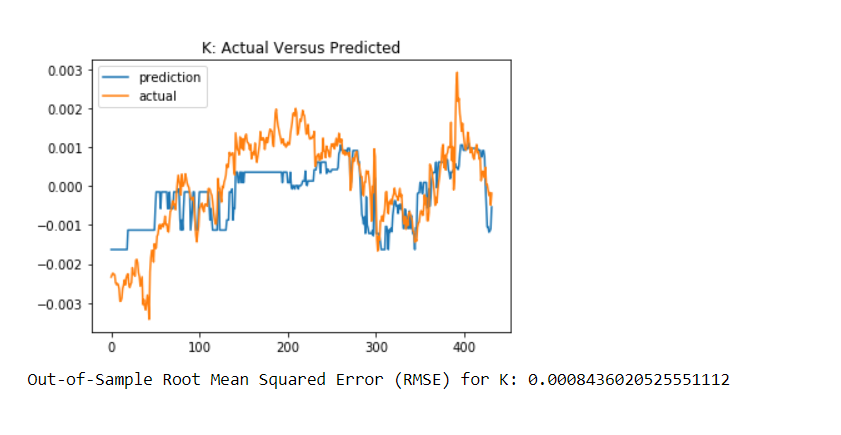 K: Actual Versus Predicted
prediction
actual
0.003
0.002
0.001
0.000
−0.001
−0.002
−0.003
0 100 200 300 400
Out-of-Sample Root Mean Squared Error (RMSE) for K: 0.0008436020525551112